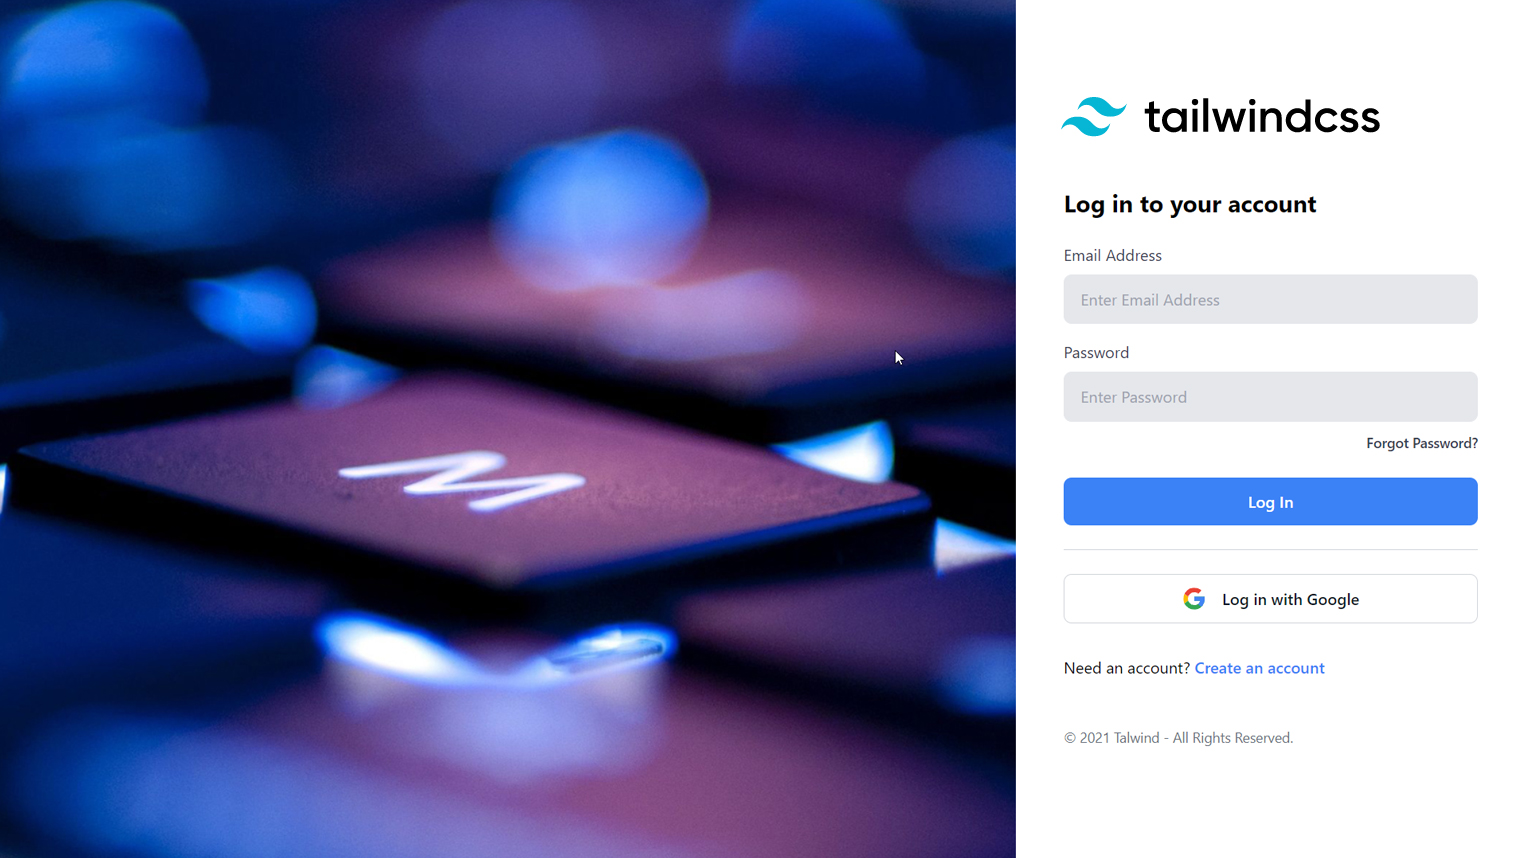 M
tailwindcss
Log in to your account
Email Address
Enter Email Address
Password
Enter Password
Forgot Password?
Log In
Log in with Google
Need an account? Create an account
© 2021 Talwind - All Rights Reserved.